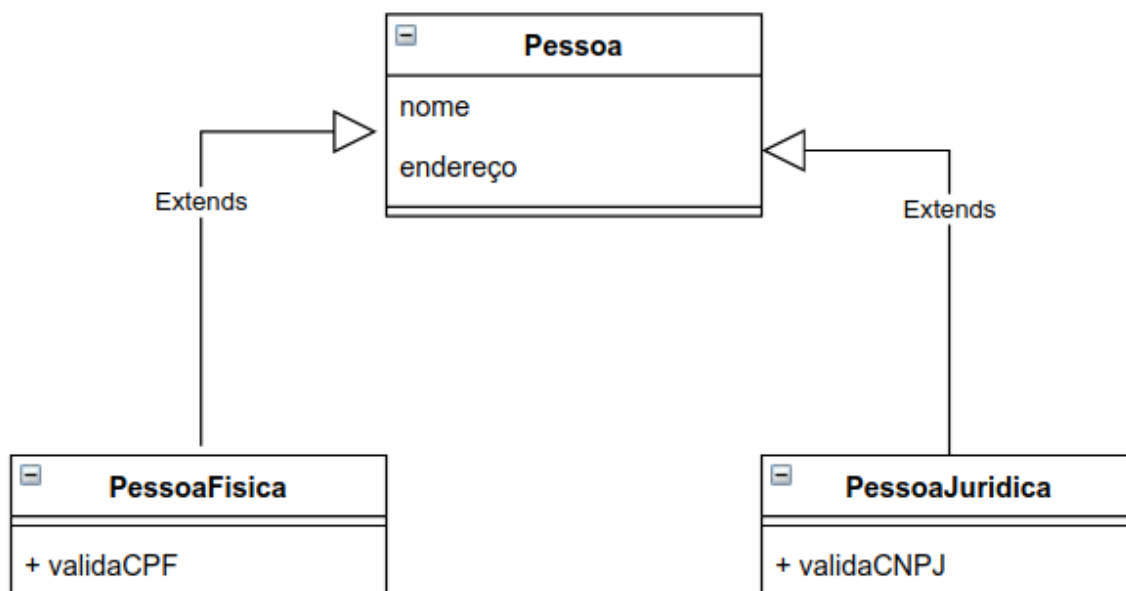 Pessoa
nome
endereço
Extends
Extends
PessoaFisica
+ validaCPF
PessoaJuridica
+ validaCNPJ